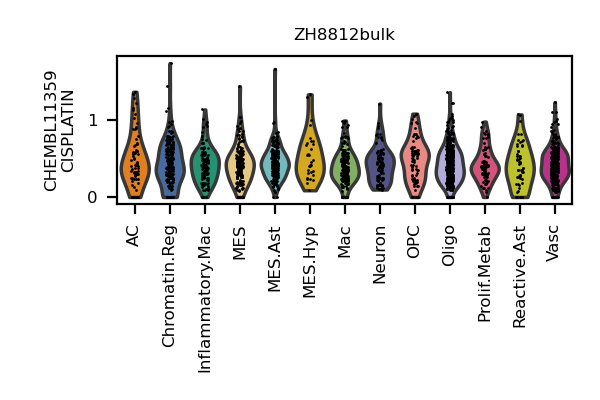 ZH8812bulk
CHEMBL11359
CISPLATIN
1
0
AC
Chromatin.Reg
Inflammatory.Mac
MES
MES.Ast
MES.Hyp
Mac
Neuron
OPC
Oligo
Prolif.Metab
Reactive.Ast
Vasc